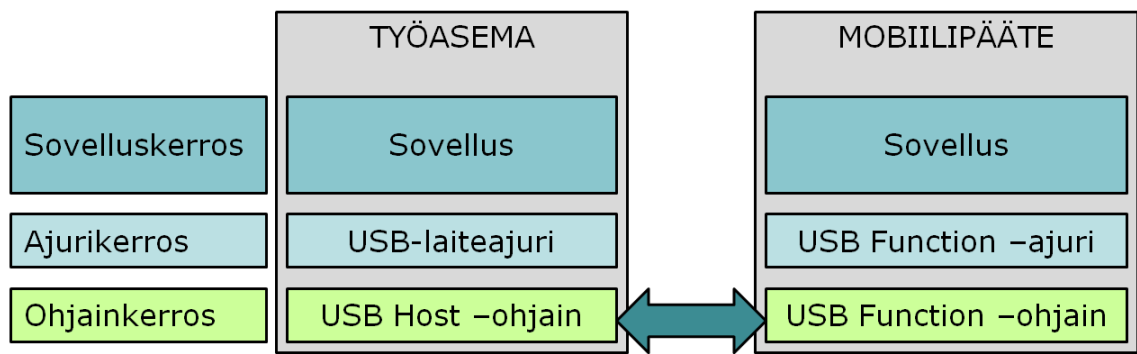 TYÖASEMA
MOBIILIPÄÄTE
Sovelluskerros
Sovellus
Sovellus
Ajurikerros
USB-laiteajuri
USB Function –ajuri
Ohjainkerros
USB Host –ohjain
USB Function –ohjain